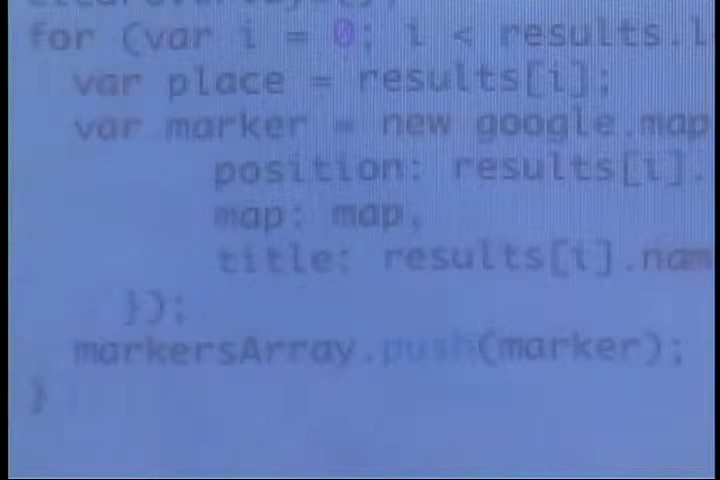 for (var i = 0; i < results.l
var place = results[i];
var marker = new google.map
position: results[i].
map: map,
title: results[i].nam
});
markersArray.push(marker);
}